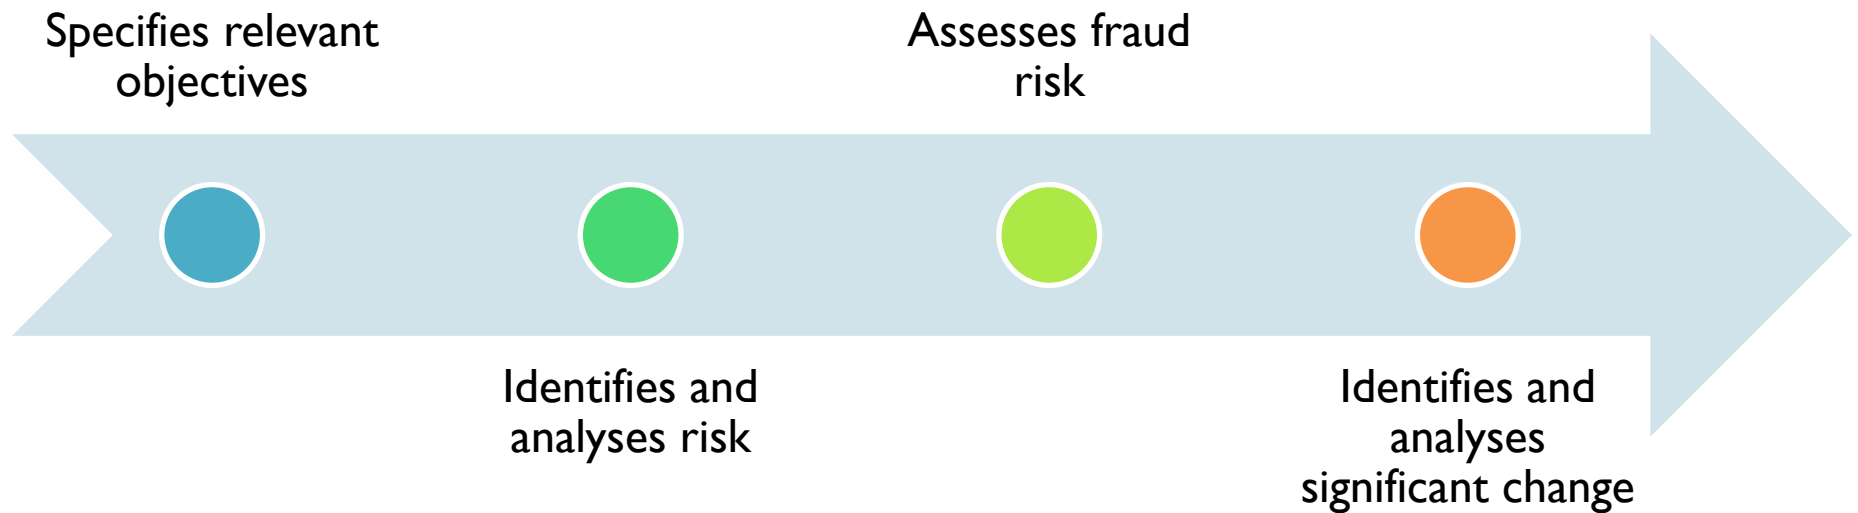 Specifies relevant
objectives
Identifies and
analyses risk
Assesses fraud
risk
Identifies and
analyses
significant change